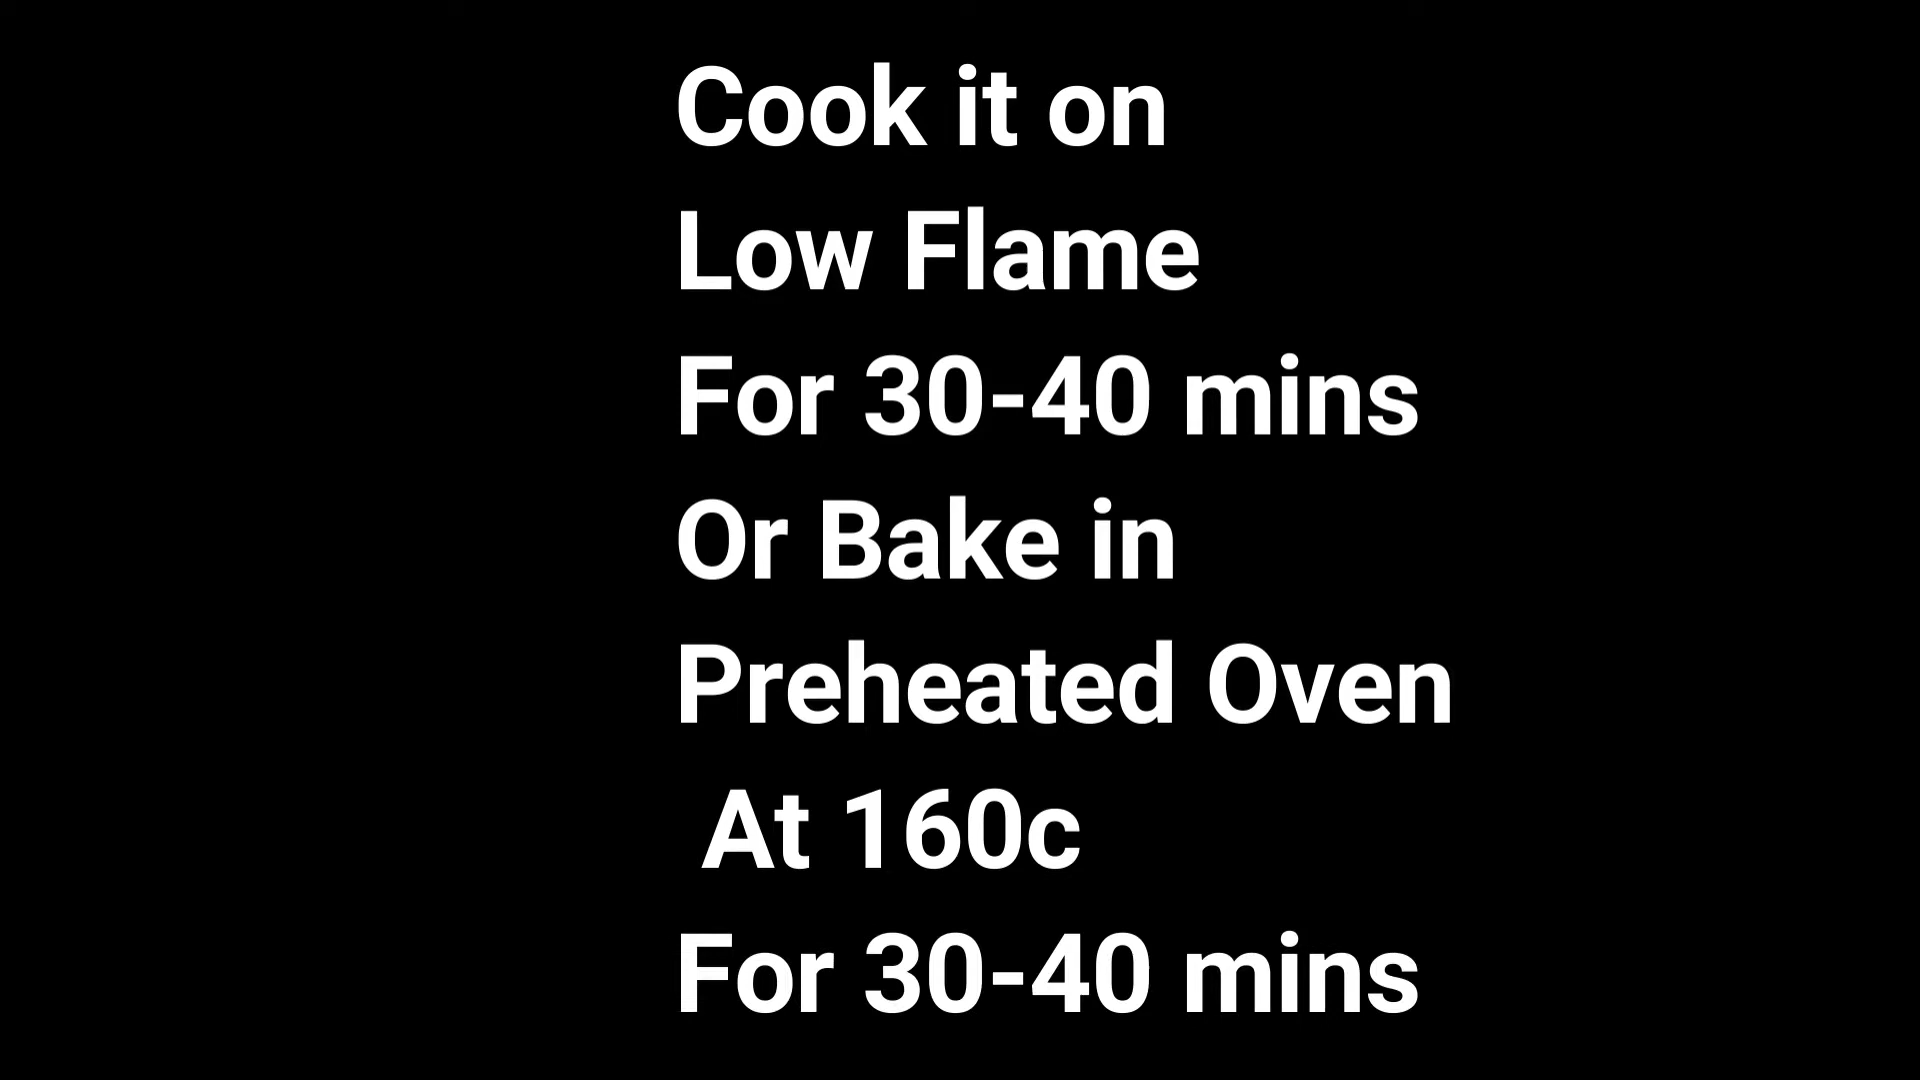 Cook it on
Low Flame
For 30-40 mins
Or Bake in
Preheated Oven
At 160c
For 30-40 mins